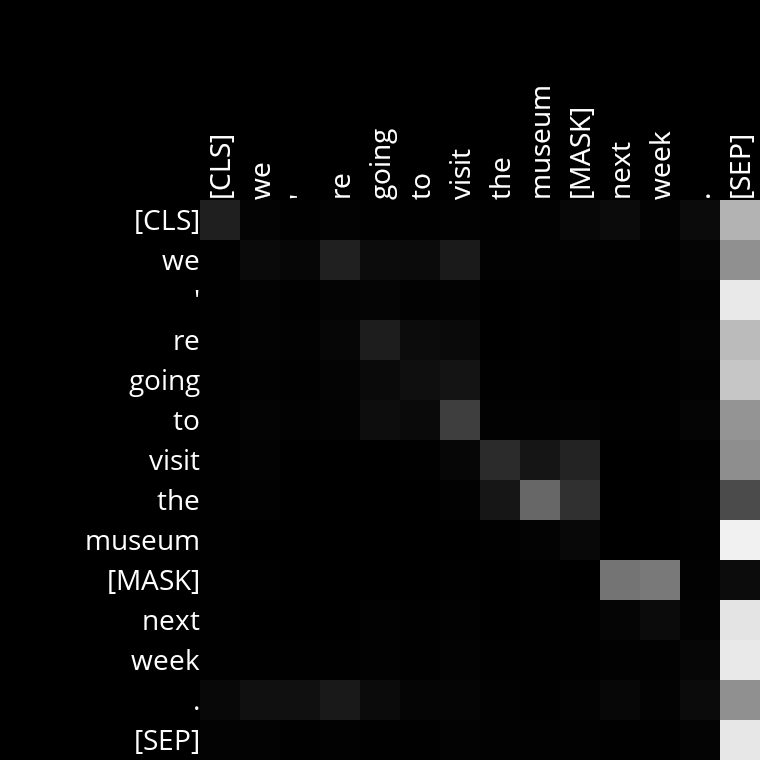 [CLS] we ' re going to visit the museum [MASK] next week . [SEP]
[CLS]
we
'
re
going
to
visit
the
museum
[MASK]
next
week
.
[SEP]